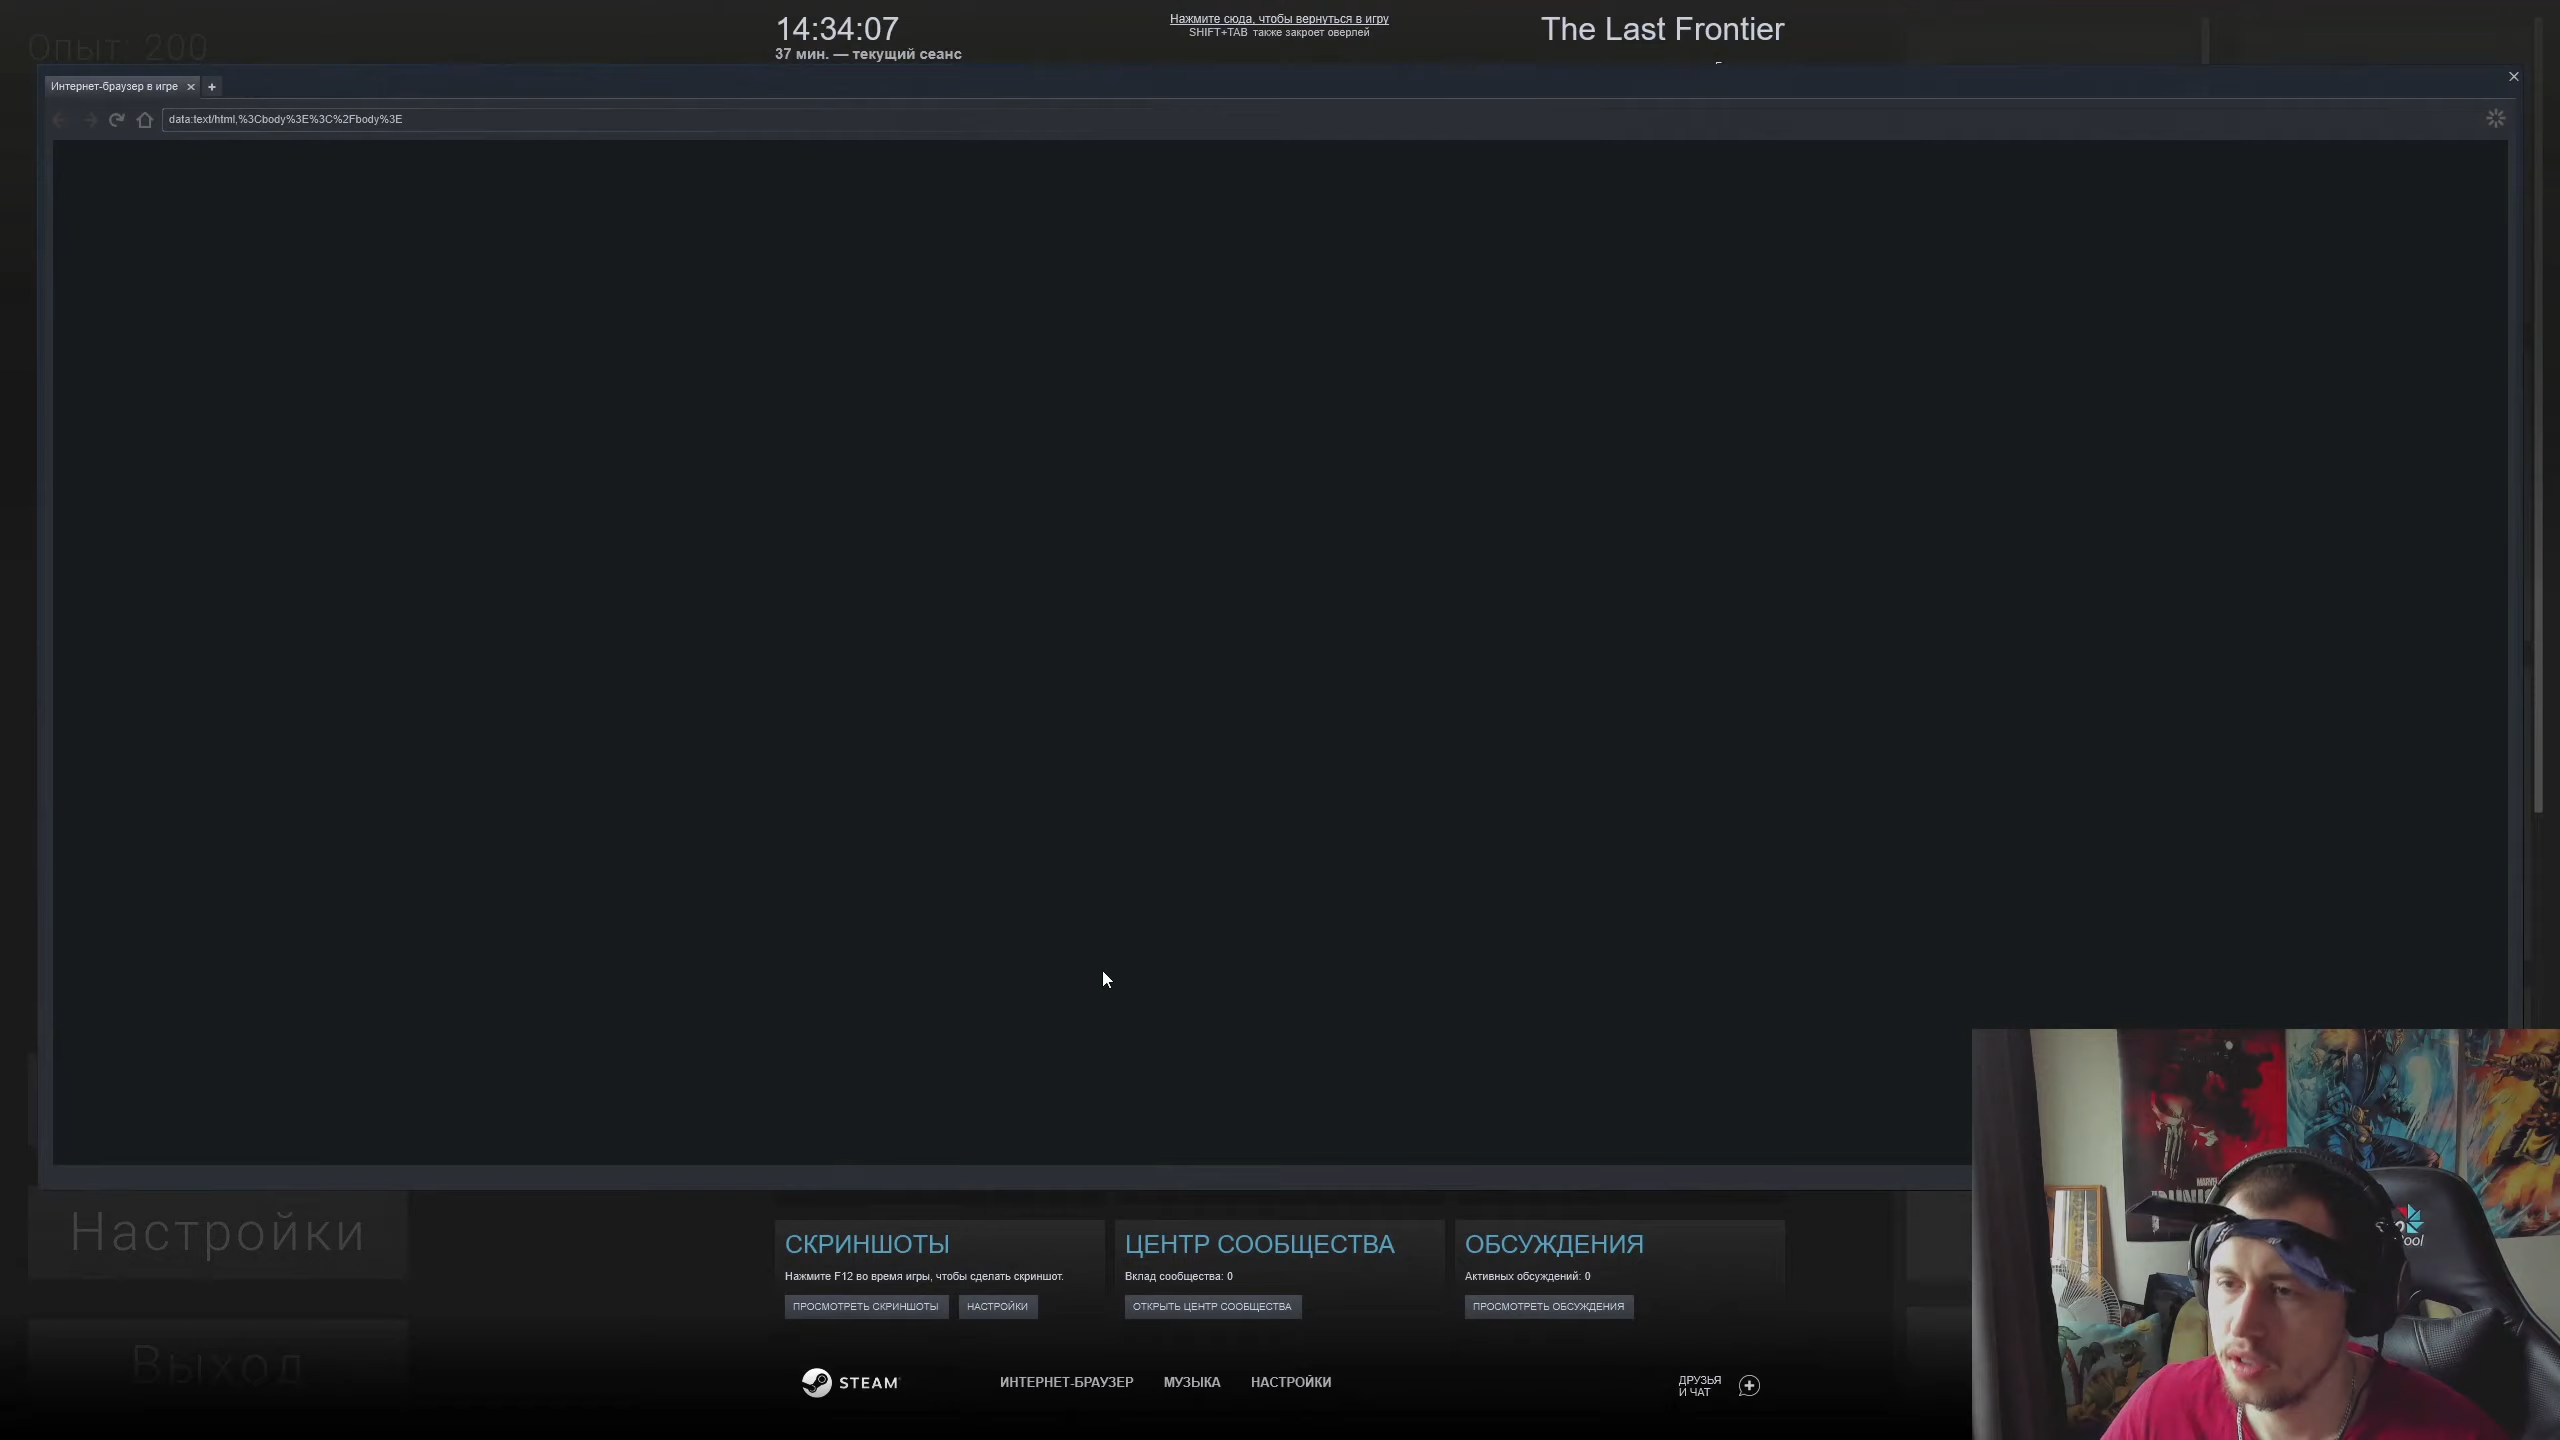 Опыт: 200
14:34:07
37 мин. — текущий сеанс
Нажмите сюда, чтобы вернуться в игру
SHIFT+TAB также закроет оверлей
The Last Frontier
Интернет-браузер в игре
data:text/html,%3Cbody%3E%3C%2Fbody%3E
Настройки
Выход
СКРИНШОТЫ
Нажмите F12 во время игры, чтобы сделать скриншот.
ПРОСМОТРЕТЬ СКРИНШОТЫ
НАСТРОЙКИ
ЦЕНТР СООБЩЕСТВА
Вклад сообщества: 0
ОТКРЫТЬ ЦЕНТР СООБЩЕСТВА
ОБСУЖДЕНИЯ
Активных обсуждений: 0
ПРОСМОТРЕТЬ ОБСУЖДЕНИЯ
STEAM
ИНТЕРНЕТ-БРАУЗЕР
МУЗЫКА
НАСТРОЙКИ
ДРУЗЬЯ
И ЧАТ
MARVEL